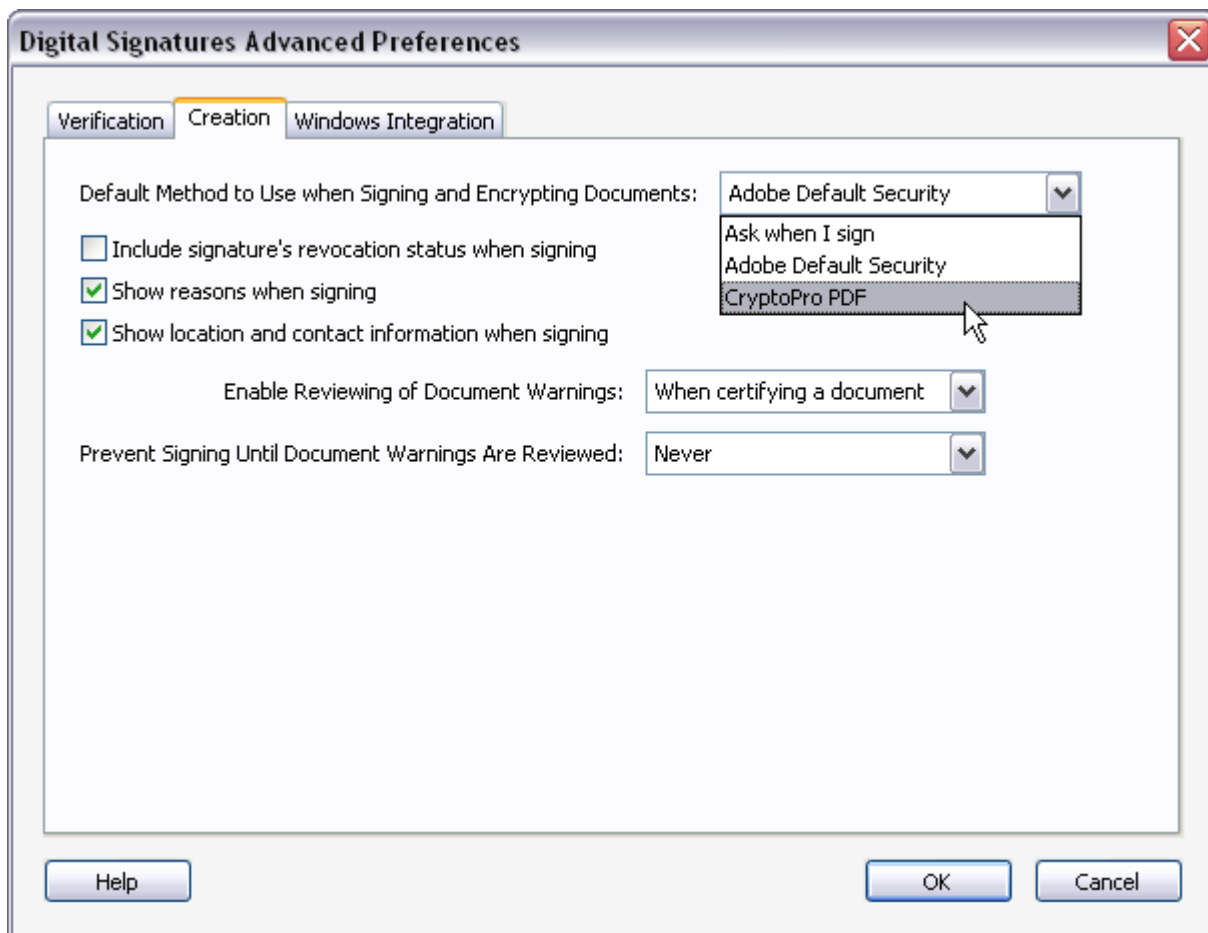 Digital Signatures Advanced Preferences
Verification Creation Windows Integration
Default Method to Use when Signing and Encrypting Documents: Adobe Default Security
Ask when I sign
Include signature's revocation status when signing
Adobe Default Security
Show reasons when signing
CryptoPro PDF
Show location and contact information when signing
Enable Reviewing of Document Warnings: When certifying a document
Prevent Signing Until Document Warnings Are Reviewed: Never
Help OK Cancel